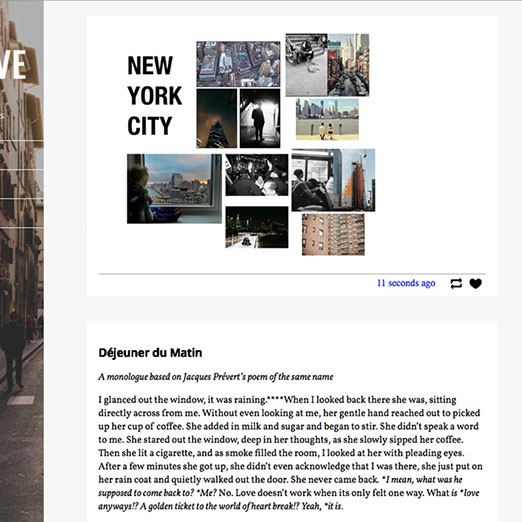 VE
s
NEW
YORK
CITY
11 seconds ago
Déjeuner du Matin
A monologue based on Jacques Prévert's poem of the same name
I glanced out the window, it was raining.****When I looked back there she was, sitting
directly across from me. Without even looking at me, her gentle hand reached out to picked
up her cup of coffee. She added in milk and sugar and began to stir. She didn't speak a word
to me. She stared out the window, deep in her thoughts, as she slowly sipped her coffee.
Then she lit a cigarette, and as smoke filled the room, I looked at her with pleading eyes.
After a few minutes she got up, she didn't even acknowledge that I was there, she just put on
her rain coat and quietly walked out the door. She never came back. *I mean, what was he
supposed to come back to? *Me? No. Love doesn't work when its only felt one way. What is *love
anyways!? A golden ticket to the world of heart break!? Yeah, *it is.